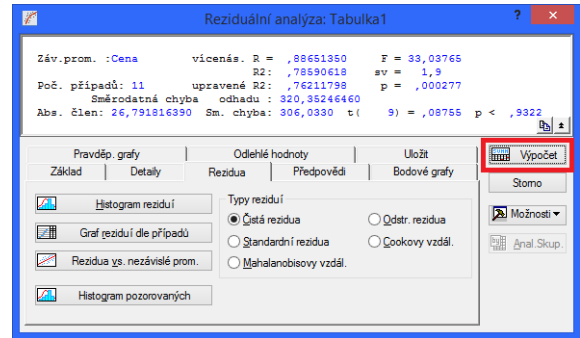 Reziduální analýza: Tabulka1
? ×
Záv.prom. :Cena vícenás. R = ,88651350 F = 33,03765
R2: ,78590618 sv = 1,9
Poč. případů: 11 upravené R2: ,76211798 p = ,000277
Směrodatná chyba odhadu : 320,35246460
Abs. člen: 26,791816390 Sm. chyba: 306,0330 t( 9) = ,08755 p < ,9322
Pravděp. grafy Odlehlé hodnoty Uložit
Základ Detaily Rezidua Předpovědi Bodové grafy
Histogram reziduí
Graf reziduí dle případů
Rezidua vs. nezávislé prom.
Histogram pozorovaných
Typy reziduí
Čistá rezidua Odstr. rezidua
Standardní rezidua Cookovy vzdál.
Mahalanobisovy vzdál.
Výpočet
Storno
Možnosti
Anal.Skup.